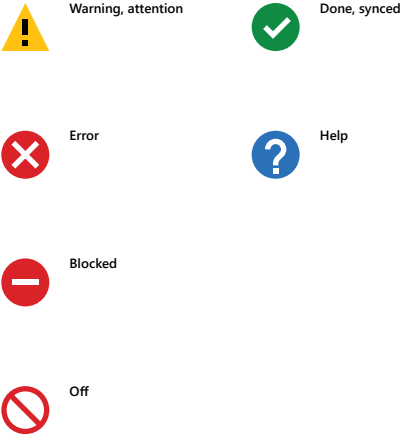 Warning, attention
Done, synced
Error
Help
Blocked
Off